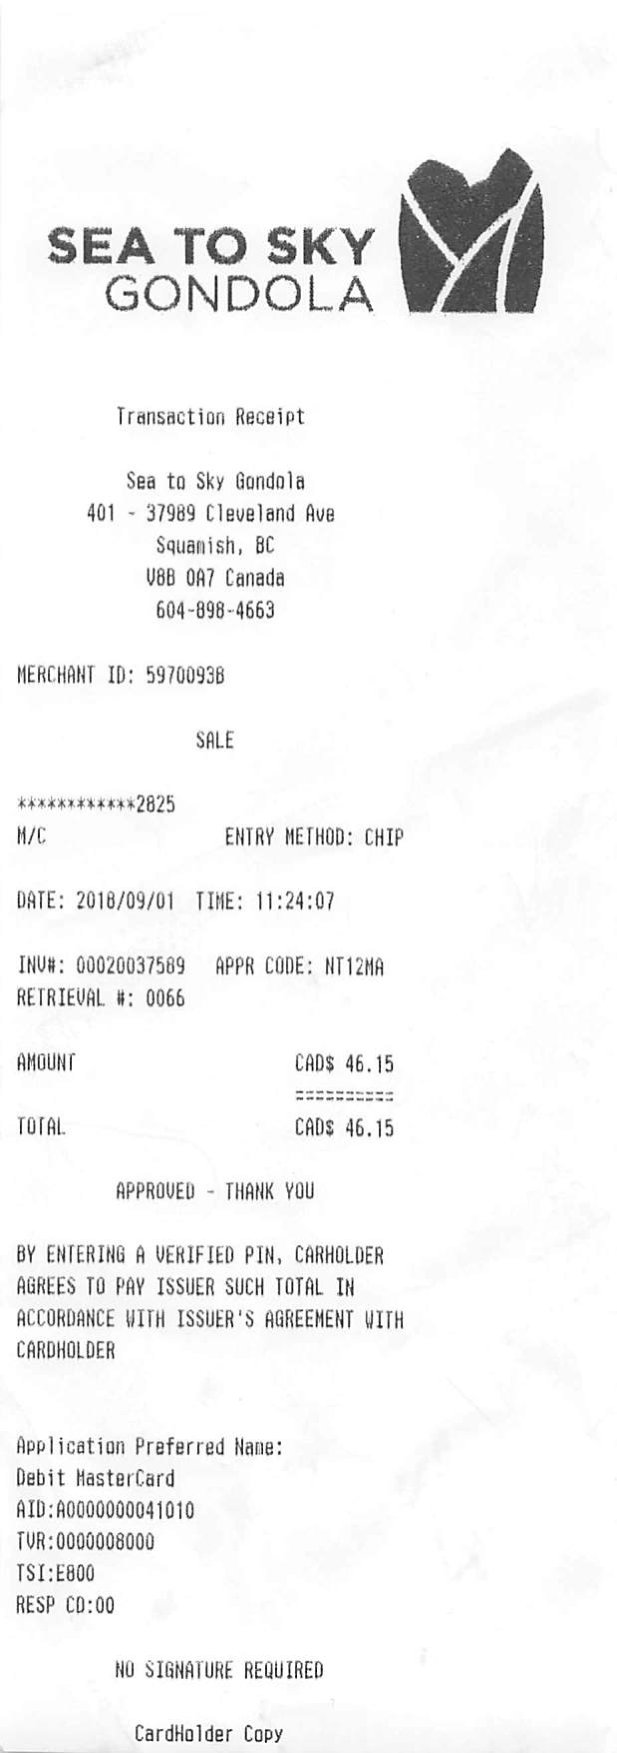 SEA TO SKY
GONDOLA
Transaction Receipt
Sea to Sky Gondola
401 - 37989 Cleveland Ave
Squamish, BC
V8B 0A7 Canada
604-898-4663
MERCHANT ID: 59700938
SALE
************2825
M/C ENTRY METHOD: CHIP
DATE: 2018/09/01 TIME: 11:24:07
INV#: 00020037589 APPR CODE: NT12MA
RETRIEVAL #: 0066
AMOUNT CAD$ 46.15
==========
TOTAL CAD$ 46.15
APPROVED - THANK YOU
BY ENTERING A VERIFIED PIN, CARHOLDER
AGREES TO PAY ISSUER SUCH TOTAL IN
ACCORDANCE WITH ISSUER'S AGREEMENT WITH
CARDHOLDER
Application Preferred Name:
Debit MasterCard
AID:A0000000041010
TVR:0000008000
TSI:E800
RESP CD:00
NO SIGNATURE REQUIRED
CardHolder Copy